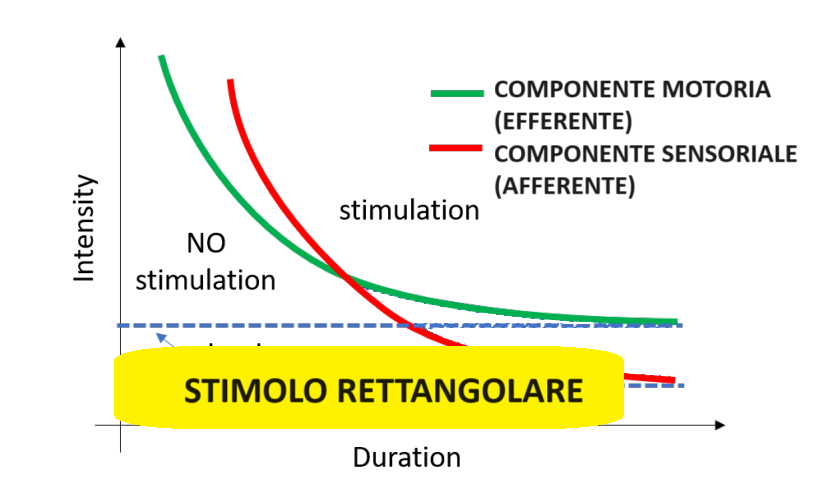 COMPONENTE MOTORIA
(EFFERENTE)
COMPONENTE SENSORIALE
(AFFERENTE)
Intensity
stimulation
NO
stimulation
STIMOLO RETTANGOLARE
Duration